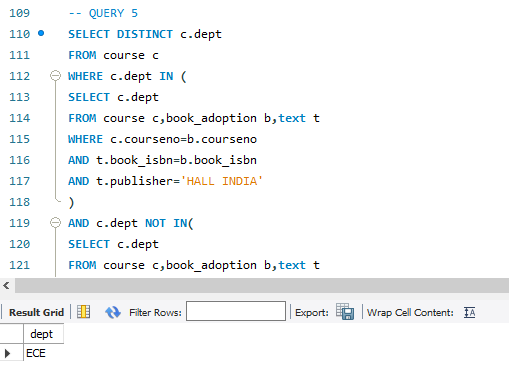 109 -- QUERY 5
110 SELECT DISTINCT c.dept
111 FROM course c
112 WHERE c.dept IN (
113 SELECT c.dept
114 FROM course c,book_adoption b,text t
115 WHERE c.courseno=b.courseno
116 AND t.book_isbn=b.book_isbn
117 AND t.publisher='HALL INDIA'
118 )
119 AND c.dept NOT IN(
120 SELECT c.dept
121 FROM course c,book_adoption b,text t
Result Grid Filter Rows: Export: Wrap Cell Content: IA
dept
ECE